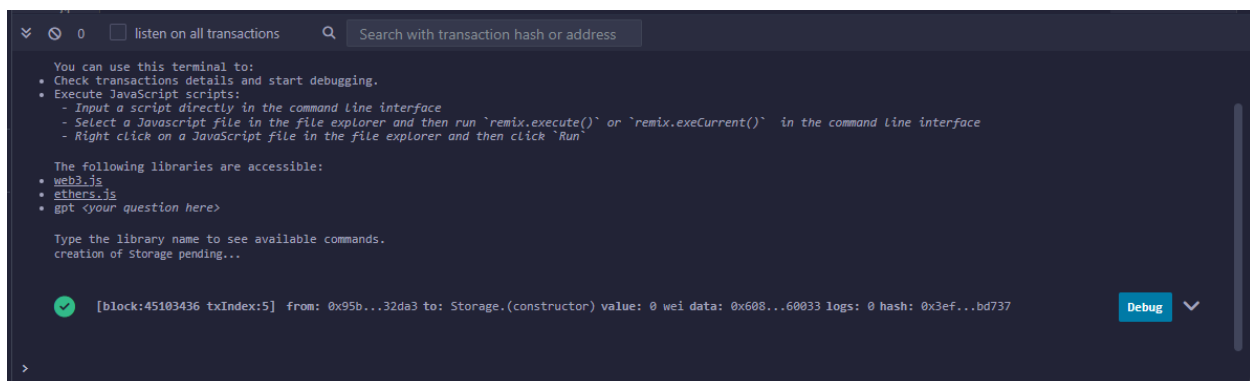 0 listen on all transactions Search with transaction hash or address
You can use this terminal to:
• Check transactions details and start debugging.
• Execute JavaScript scripts:
- Input a script directly in the command line interface
- Select a Javascript file in the file explorer and then run `remix.execute()` or `remix.exeCurrent()` in the command line interface
- Right click on a JavaScript file in the file explorer and then click `Run`
The following libraries are accessible:
• web3.js
• ethers.js
• gpt <your question here>
Type the library name to see available commands.
creation of Storage pending...
[block:45103436 txIndex:5] from: 0x95b...32da3 to: Storage.(constructor) value: 0 wei data: 0x608...60033 logs: 0 hash: 0x3ef...bd737 Debug
>